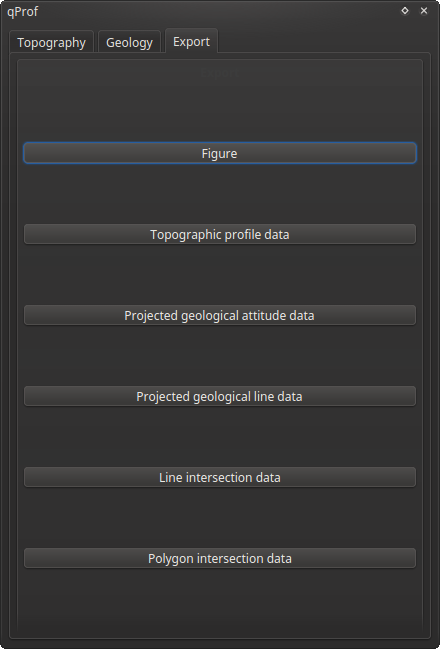 qProf
Topography Geology Export
Figure
Topographic profile data
Projected geological attitude data
Projected geological line data
Line intersection data
Polygon intersection data